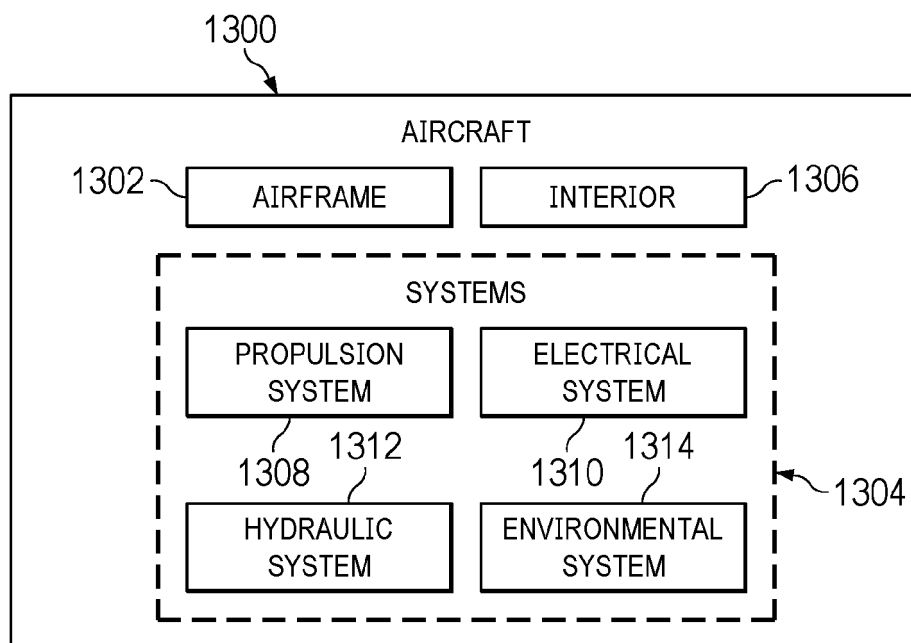 1300
AIRCRAFT
1302 AIRFRAME INTERIOR 1306
SYSTEMS
PROPULSION ELECTRICAL
SYSTEM SYSTEM
1308 1312 1310 1314
1304
HYDRAULIC ENVIRONMENTAL
SYSTEM SYSTEM